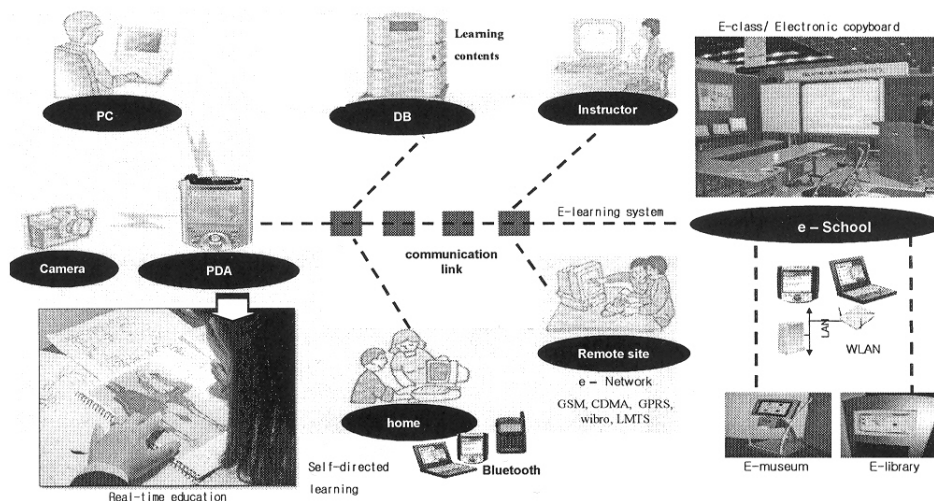 E-class/ Electronic copyboard
Learning
contents
PC
DB
Instructor
E-learning system
e – School
communication
link
Camera
PDA
Remote site
e – Network
GSM, CDMA, GPRS,
wibro, LMTS
LAN
WLAN
home
Bluetooth
Self-directed
learning
Real-time education
E-museum
E-library